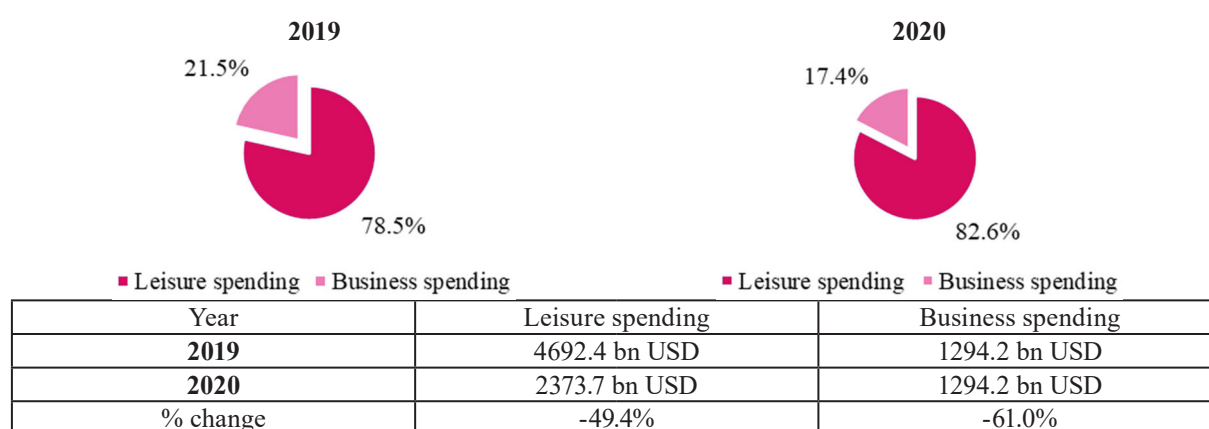 2019 2020
21.5% 17.4%
78.5% 82.6%
■ Leisure spending ■ Business spending ■ Leisure spending ■ Business spending
Year Leisure spending Business spending
2019 4692.4 bn USD 1294.2 bn USD
2020 2373.7 bn USD 1294.2 bn USD
% change -49.4% -61.0%